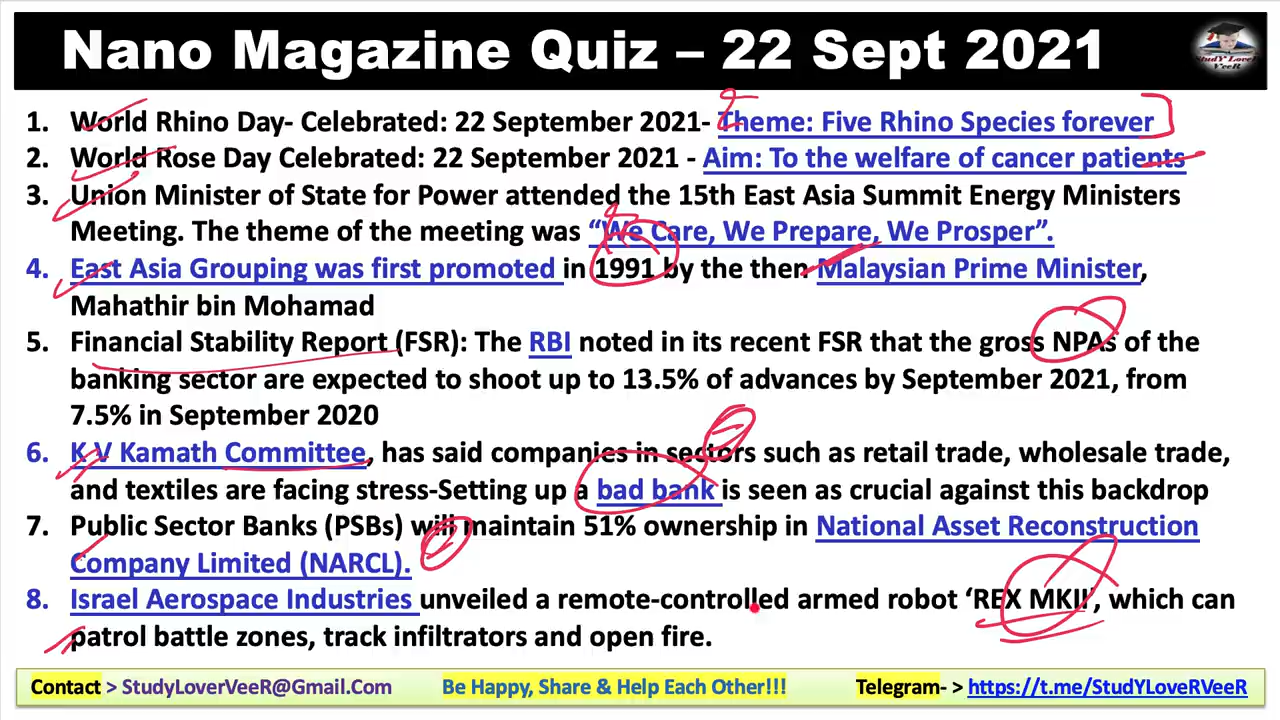 Nano Magazine Quiz – 22 Sept 2021
StudY LoveR
VeeR
1. World Rhino Day- Celebrated: 22 September 2021- Theme: Five Rhino Species forever
2. World Rose Day Celebrated: 22 September 2021 - Aim: To the welfare of cancer patients
3. Union Minister of State for Power attended the 15th East Asia Summit Energy Ministers
Meeting. The theme of the meeting was “We Care, We Prepare, We Prosper”.
4. East Asia Grouping was first promoted in 1991 by the then Malaysian Prime Minister,
Mahathir bin Mohamad
5. Financial Stability Report (FSR): The RBI noted in its recent FSR that the gross NPAs of the
banking sector are expected to shoot up to 13.5% of advances by September 2021, from
7.5% in September 2020
6. K V Kamath Committee, has said companies in sectors such as retail trade, wholesale trade,
and textiles are facing stress-Setting up a bad bank is seen as crucial against this backdrop
7. Public Sector Banks (PSBs) will maintain 51% ownership in National Asset Reconstruction
Company Limited (NARCL).
8. Israel Aerospace Industries unveiled a remote-controlled armed robot ‘REX MKII’, which can
patrol battle zones, track infiltrators and open fire.
Contact > StudyLoverVeeR@Gmail.Com Be Happy, Share & Help Each Other!!! Telegram- > https://t.me/StudYLoveRVeeR